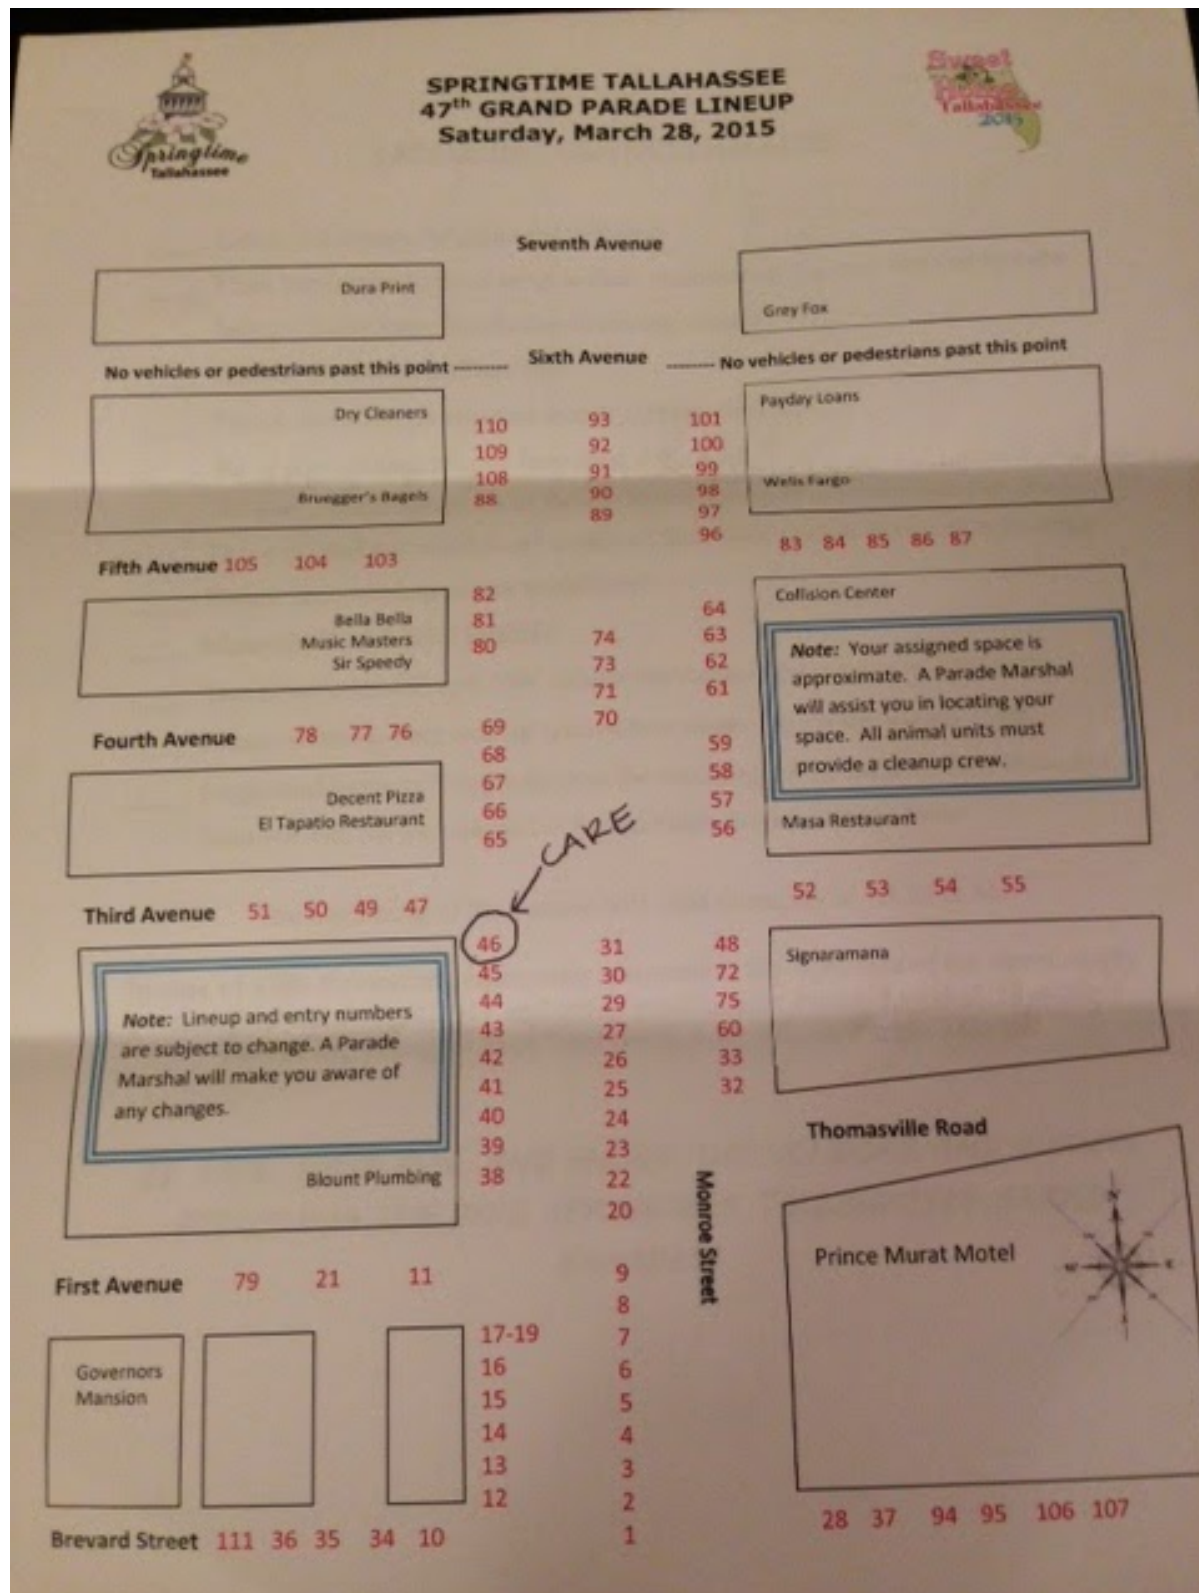 SPRINGTIME TALLAHASSEE
47th GRAND PARADE LINEUP
Saturday, March 28, 2015
Springtime
Tallahassee
Sweet
Home
Tallahassee
2015
Seventh Avenue
Dura Print
Grey Fox
No vehicles or pedestrians past this point --------- Sixth Avenue --------- No vehicles or pedestrians past this point
Dry Cleaners
Bruegger's Bagels
110
109
108
88
93
92
91
90
89
101
100
99
98
97
96
Payday Loans
Wells Fargo
83 84 85 86 87
Fifth Avenue 105 104 103
Bella Bella
Music Masters
Sir Speedy
82
81
80
74
73
71
70
64
63
62
61
Collision Center
Note: Your assigned space is
approximate. A Parade Marshal
will assist you in locating your
space. All animal units must
provide a cleanup crew.
Masa Restaurant
Fourth Avenue 78 77 76
Decent Pizza
El Tapatio Restaurant
69
68
67
66
65
59
58
57
56
CARE
52 53 54 55
Third Avenue 51 50 49 47
Note: Lineup and entry numbers
are subject to change. A Parade
Marshal will make you aware of
any changes.
Blount Plumbing
46
45
44
43
42
41
40
39
38
31
30
29
27
26
25
24
23
22
20
48
72
75
60
33
32
Signaramana
Thomasville Road
Monroe Street
Prince Murat Motel
N
W
E
First Avenue 79 21 11
Governors
Mansion
17-19
16
15
14
13
12
9
8
7
6
5
4
3
2
1
28 37 94 95 106 107
Brevard Street 111 36 35 34 10